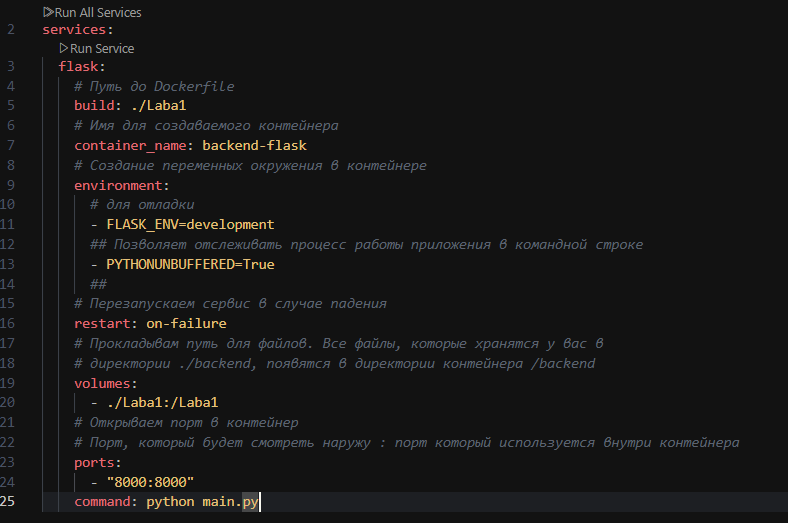 Run All Services
2 services:
Run Service
3 flask:
4 # Путь до Dockerfile
5 build: ./Laba1
6 # Имя для создаваемого контейнера
7 container_name: backend-flask
8 # Создание переменных окружения в контейнере
9 environment:
10 # для отладки
11 - FLASK_ENV=development
12 ## Позволяет отслеживать процесс работы приложения в командной строке
13 - PYTHONUNBUFFERED=True
14 ##
15 # Перезапускаем сервис в случае падения
16 restart: on-failure
17 # Прокладывам путь для файлов. Все файлы, которые хранятся у вас в
18 # директории ./backend, появятся в директории контейнера /backend
19 volumes:
20 - ./Laba1:/Laba1
21 # Открываем порт в контейнер
22 # Порт, который будет смотреть наружу : порт который используется внутри контейнера
23 ports:
24 - "8000:8000"
25 command: python main.py